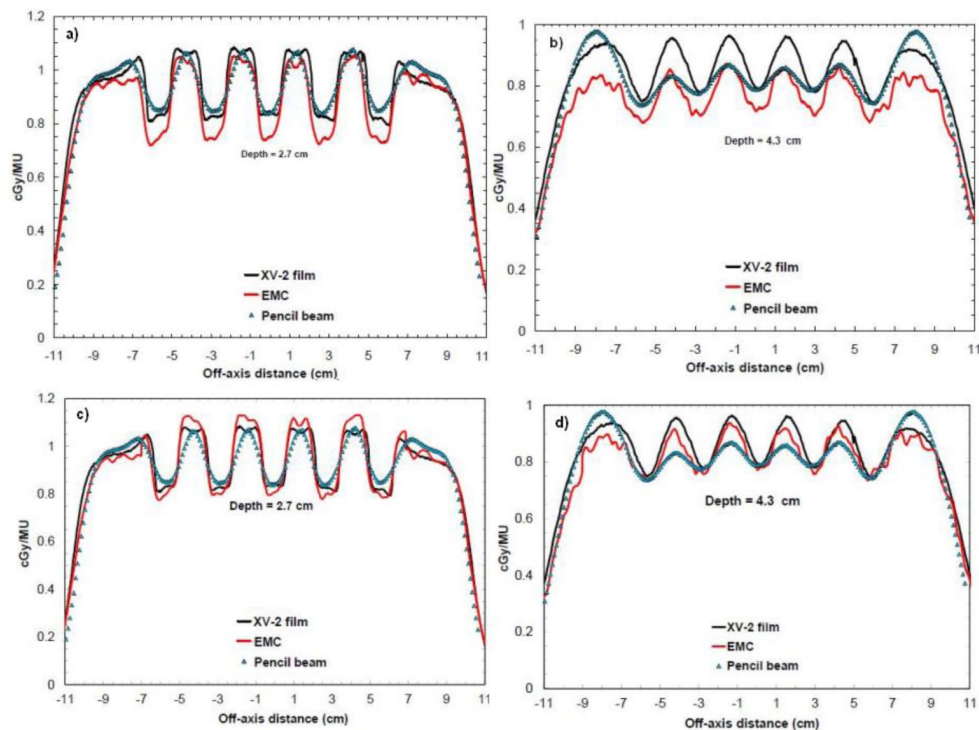 a)
1.2
1
0.8
0.6
0.4
0.2
0
cGy/MU
Depth = 2.7 cm
XV-2 film
EMC
Pencil beam
-11 -9 -7 -5 -3 -1 1 3 5 7 9 11
Off-axis distance (cm)
b)
1
0.8
0.6
0.4
0.2
0
cGy/MU
Depth = 4.3 cm
XV-2 film
EMC
Pencil beam
-11 -9 -7 -5 -3 -1 1 3 5 7 9 11
Off-axis distance (cm)
c)
1.2
1
0.8
0.6
0.4
0.2
0
cGy/MU
Depth = 2.7 cm
XV-2 film
EMC
Pencil beam
-11 -9 -7 -5 -3 -1 1 3 5 7 9 11
Off-axis distance (cm)
d)
1
0.8
0.6
0.4
0.2
0
cGy/MU
Depth = 4.3 cm
XV-2 film
EMC
Pencil beam
-11 -9 -7 -5 -3 -1 1 3 5 7 9 11
Off-axis distance (cm)